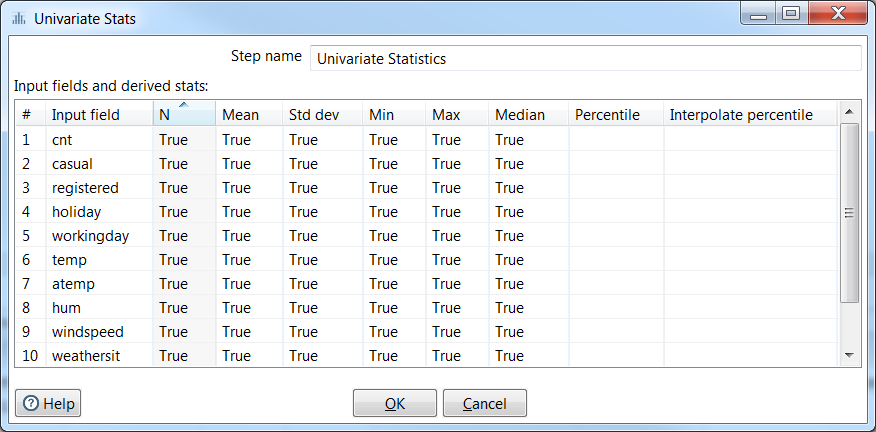 Univariate Stats
Step name Univariate Statistics
Input fields and derived stats:
# Input field N Mean Std dev Min Max Median Percentile Interpolate percentile
1 cnt True True True True True True
2 casual True True True True True True
3 registered True True True True True True
4 holiday True True True True True True
5 workingday True True True True True True
6 temp True True True True True True
7 atemp True True True True True True
8 hum True True True True True True
9 windspeed True True True True True True
10 weathersit True True True True True True
? Help OK Cancel